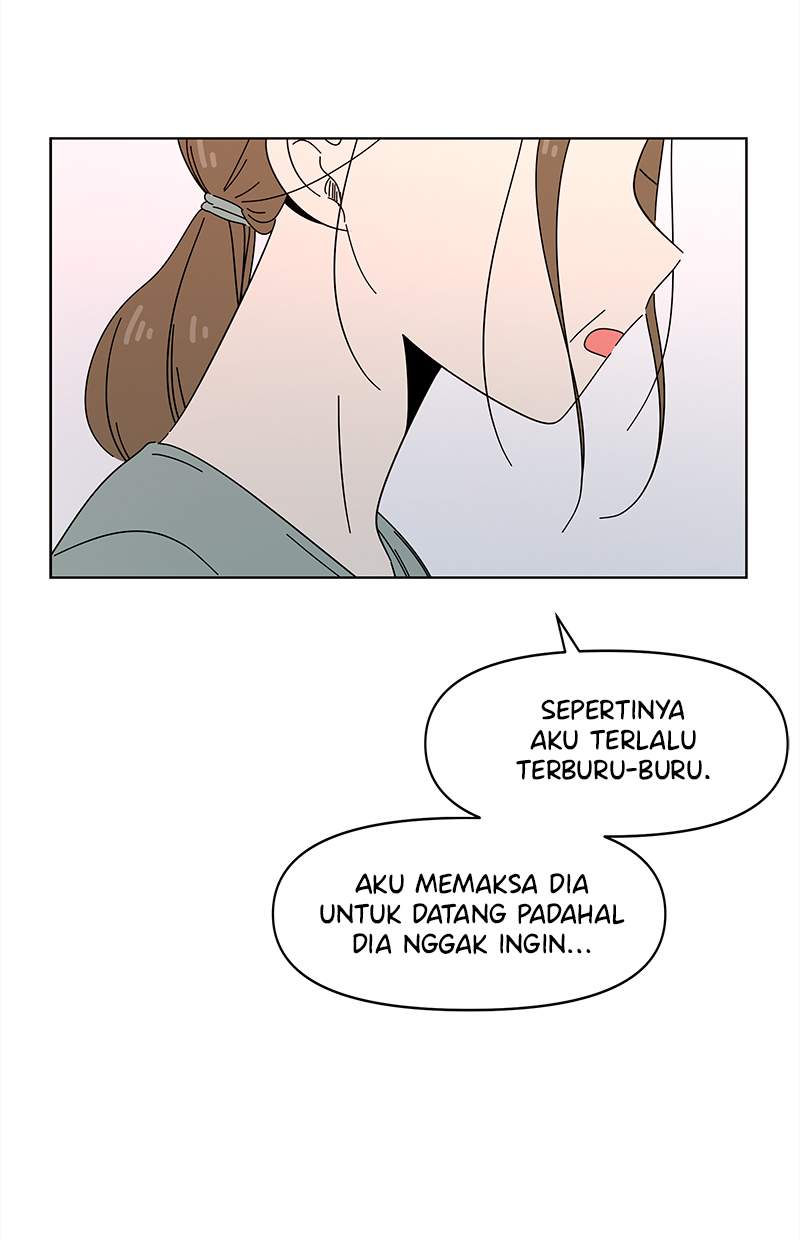 SEPERTINYA
AKU TERLALU
TERBURU-BURU.
AKU MEMAKSA DIA
UNTUK DATANG PADAHAL
DIA NGGAK INGIN...